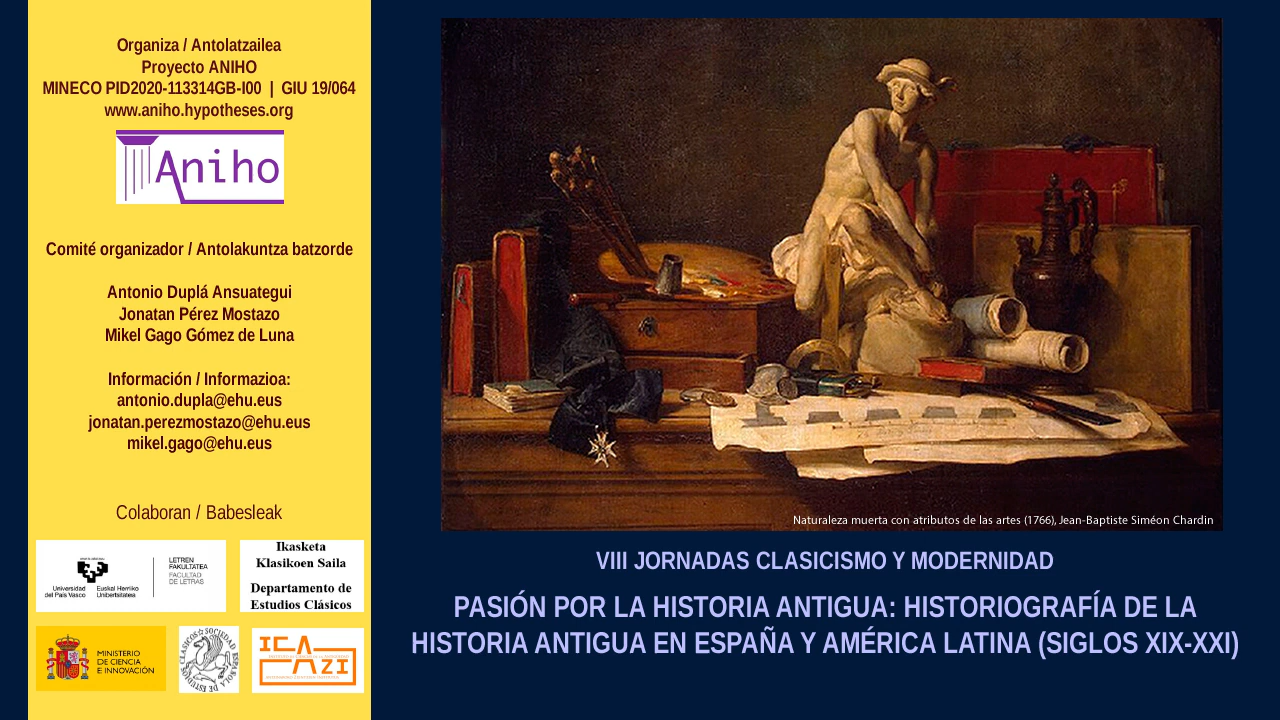 Organiza / Antolatzailea
Proyecto ANIHO
MINECO PID2020-113314GB-I00 | GIU 19/064
www.aniho.hypotheses.org
Aniho
Comité organizador / Antolakuntza batzorde
Antonio Duplá Ansuategui
Jonatan Pérez Mostazo
Mikel Gago Gómez de Luna
Información / Informazioa:
antonio.dupla@ehu.eus
jonatan.perezmostazo@ehu.eus
mikel.gago@ehu.eus
Colaboran / Babesleak
Universidad del País Vasco
Euskal Herriko Unibertsitatea
LETREN
FAKULTATEA
FACULTAD
DE LETRAS
Ikasketa
Klasikoen Saila
Departamento de
Estudios Clásicos
MINISTERIO
DE CIENCIA
E INNOVACIÓN
SOCIEDAD ESPAÑOLA DE ESTUDIOS CLASICOS
Naturaleza muerta con atributos de las artes (1766), Jean-Baptiste Siméon Chardin
VIII JORNADAS CLASICISMO Y MODERNIDAD
PASIÓN POR LA HISTORIA ANTIGUA: HISTORIOGRAFÍA DE LA
HISTORIA ANTIGUA EN ESPAÑA Y AMÉRICA LATINA (SIGLOS XIX-XXI)